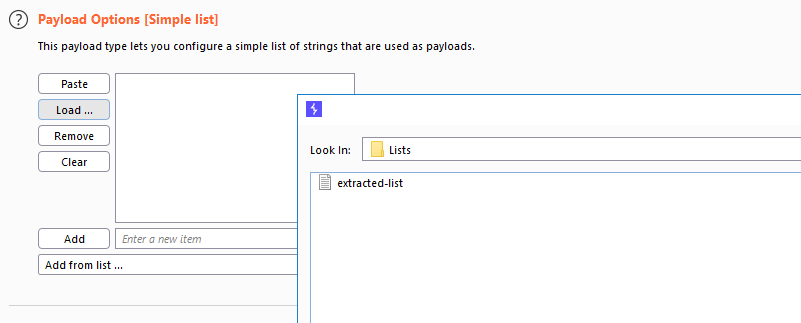 Payload Options [Simple list]
This payload type lets you configure a simple list of strings that are used as payloads.
Paste
Load ...
Remove
Clear
Look In: Lists
extracted-list
Add Enter a new item
Add from list ...